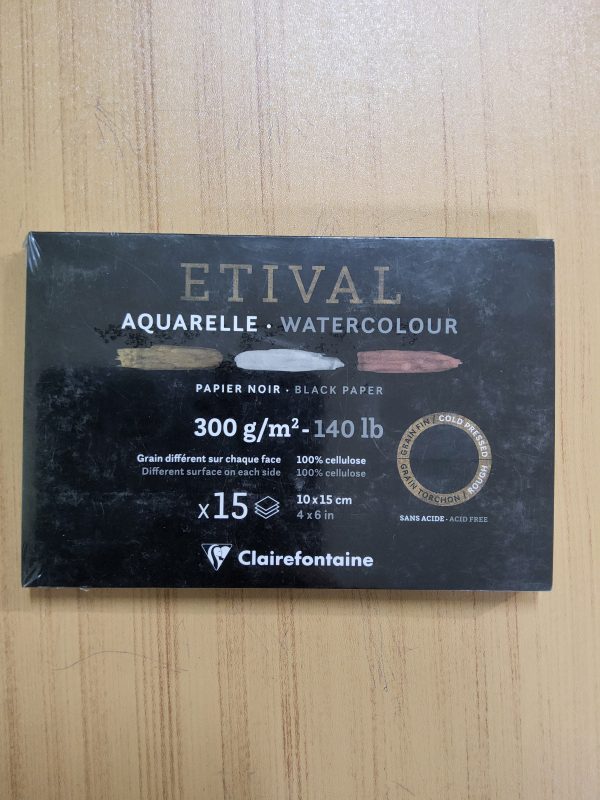 ETIVAL
AQUARELLE · WATERCOLOUR
PAPIER NOIR · BLACK PAPER
300 g/m² - 140 lb
Grain différent sur chaque face 100% cellulose
Different surface on each side 100% cellulose
x15 10 x 15 cm
4 x 6 in
GRAIN FIN / COLD PRESSED
GRAIN TORCHON / ROUGH
SANS ACIDE · ACID FREE
Clairefontaine